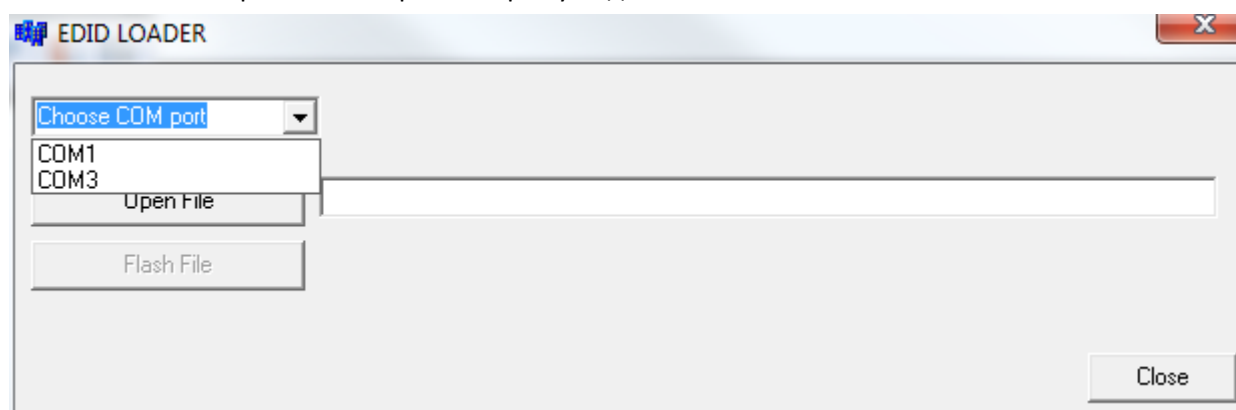 EDID LOADER
Choose COM port
COM1
COM3
Open File
Flash File
Close